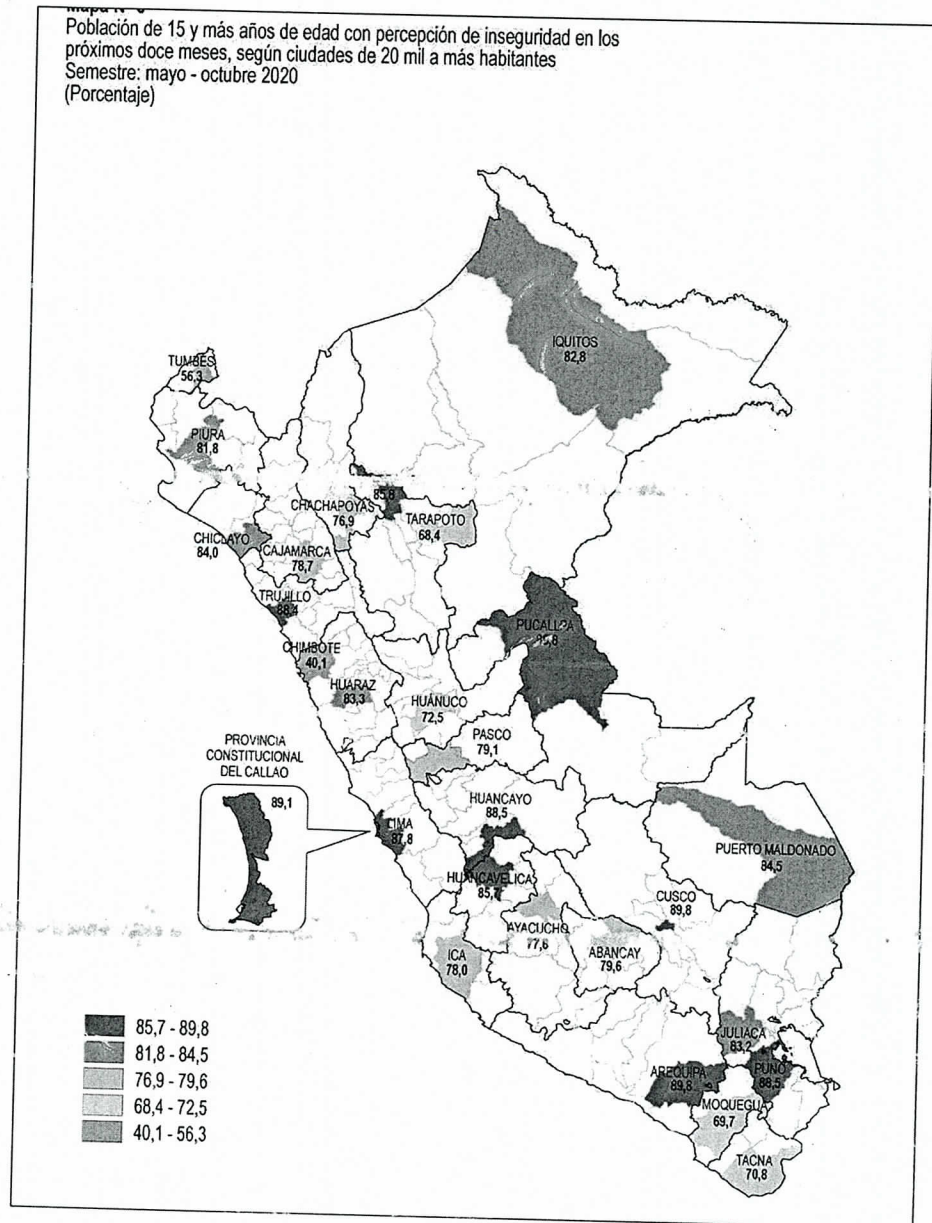 Población de 15 y más años de edad con percepción de inseguridad en los
próximos doce meses, según ciudades de 20 mil a más habitantes
Semestre: mayo - octubre 2020
(Porcentaje)
IQUITOS
82,8
TUMBES
56,3
PIURA
81,8
85,8
CHACHAPOYAS
76,9
TARAPOTO
68,4
CHICLAYO
84,0
CAJAMARCA
78,7
TRUJILLO
88,4
PUCALLPA
CHIMBOTE
40,1
HUARAZ
83,3
HUÁNUCO
72,5
PASCO
79,1
PROVINCIA
CONSTITUCIONAL
DEL CALLAO
89,1
HUANCAYO
88,5
LIMA
87,8
PUERTO MALDONADO
84,5
HUANCAVELICA
85,7
CUSCO
89,8
AYACUCHO
77,6
ABANCAY
79,6
ICA
78,0
85,7 - 89,8
81,8 - 84,5
76,9 - 79,6
68,4 - 72,5
40,1 - 56,3
JULIACA
83,2
AREQUIPA
89,8
PUNO
88,5
MOQUEGUA
69,7
TACNA
70,8